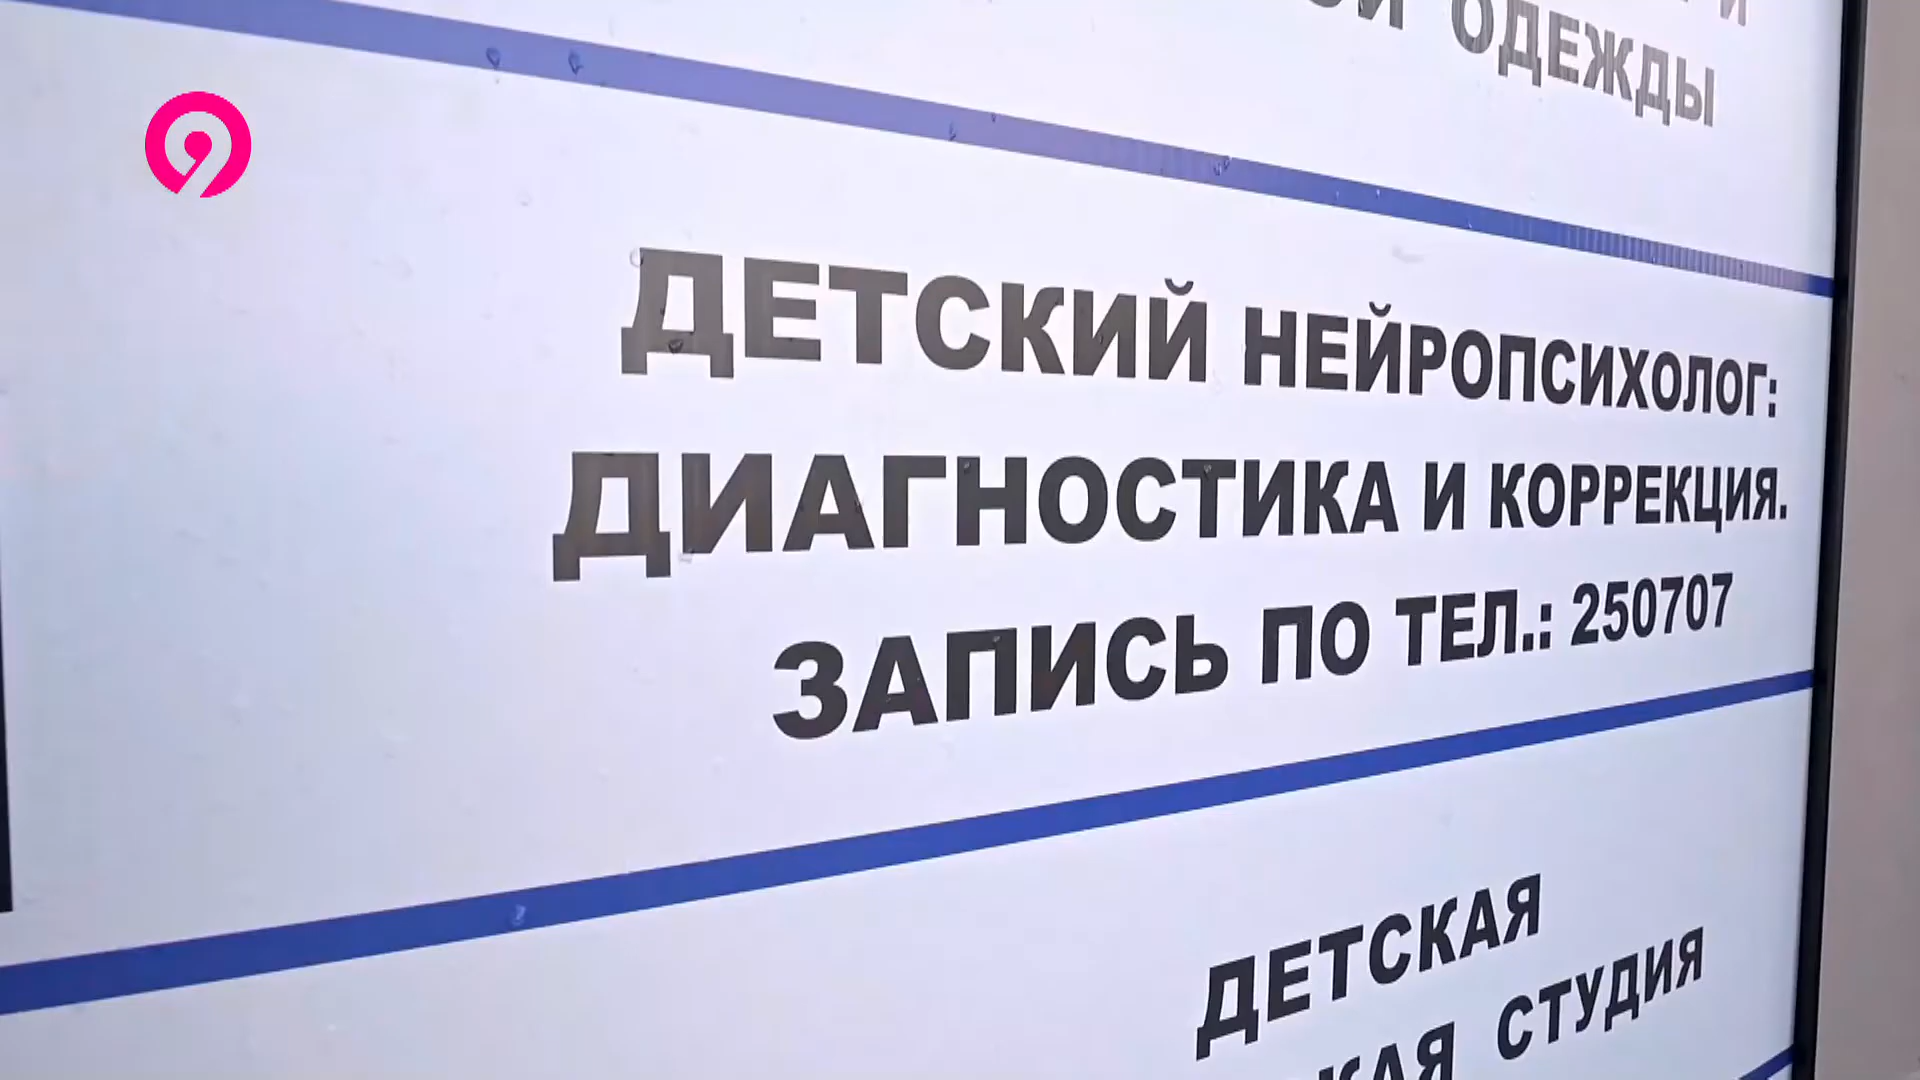 ОДЕЖДЫ
ДЕТСКИЙ НЕЙРОПСИХОЛОГ:
ДИАГНОСТИКА И КОРРЕКЦИЯ.
ЗАПИСЬ ПО ТЕЛ.: 250707
ДЕТСКАЯ
СТУДИЯ